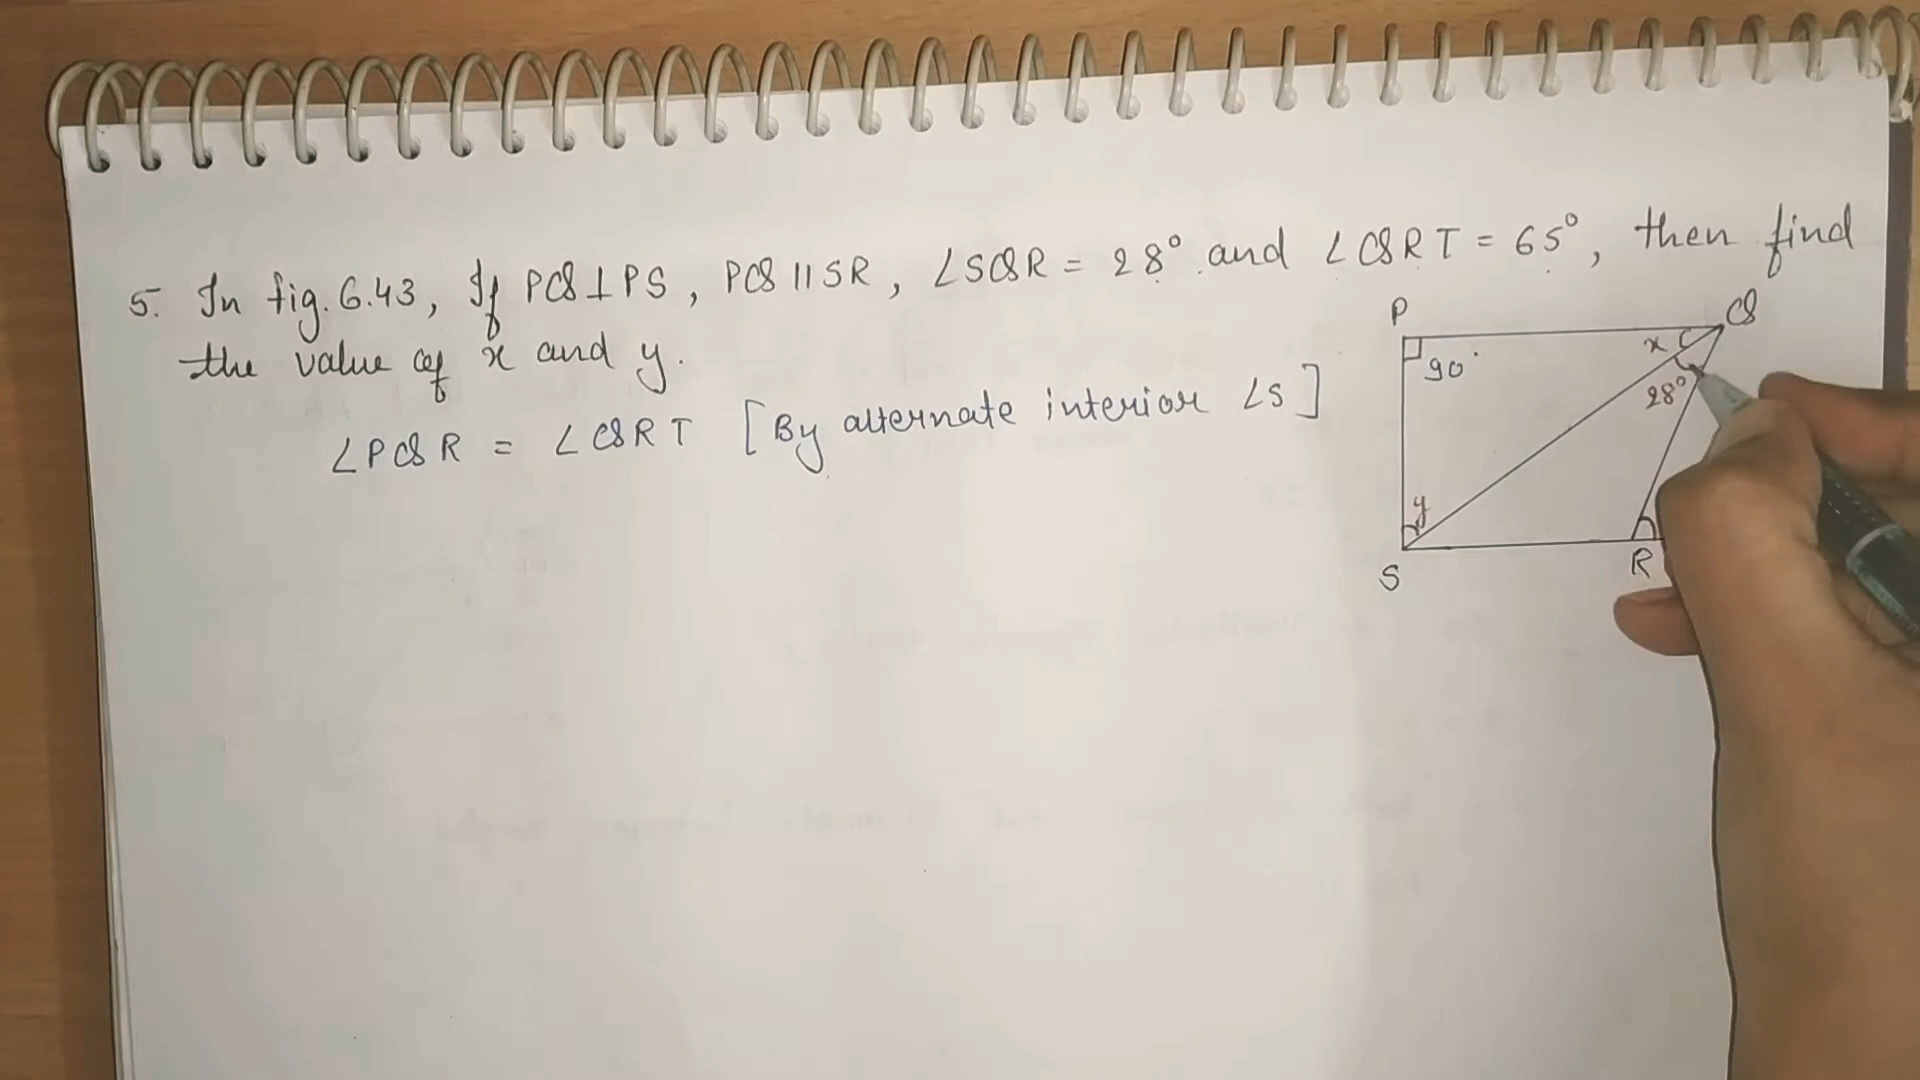 5. In fig. 6.43, If PQ ⊥ PS, PQ || SR, ∠SQR = 28° and ∠QRT = 65°, then find
the value of x and y.
∠PQR = ∠QRT [By alternate interior ∠s]
P
Q
x
90°
28°
y
S
R